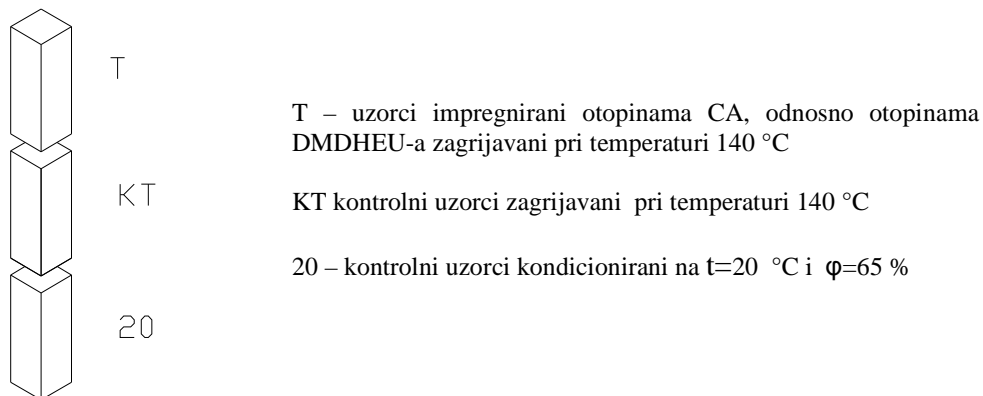 T
T – uzorci impregnirani otopinama CA, odnosno otopinama
DMDHEU-a zagrijavani pri temperaturi 140 °C
KT
KT kontrolni uzorci zagrijavani pri temperaturi 140 °C
20 – kontrolni uzorci kondicionirani na t=20 °C i φ=65 %
20